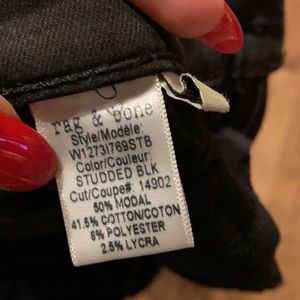 rag & bone
Style/Modèle:
W1273I769STB
Color/Couleur:
STUDDED BLK
Cut/Coupe#: 14902
50% MODAL
41.5% COTTON/COTON
6% POLYESTER
2.5% LYCRA